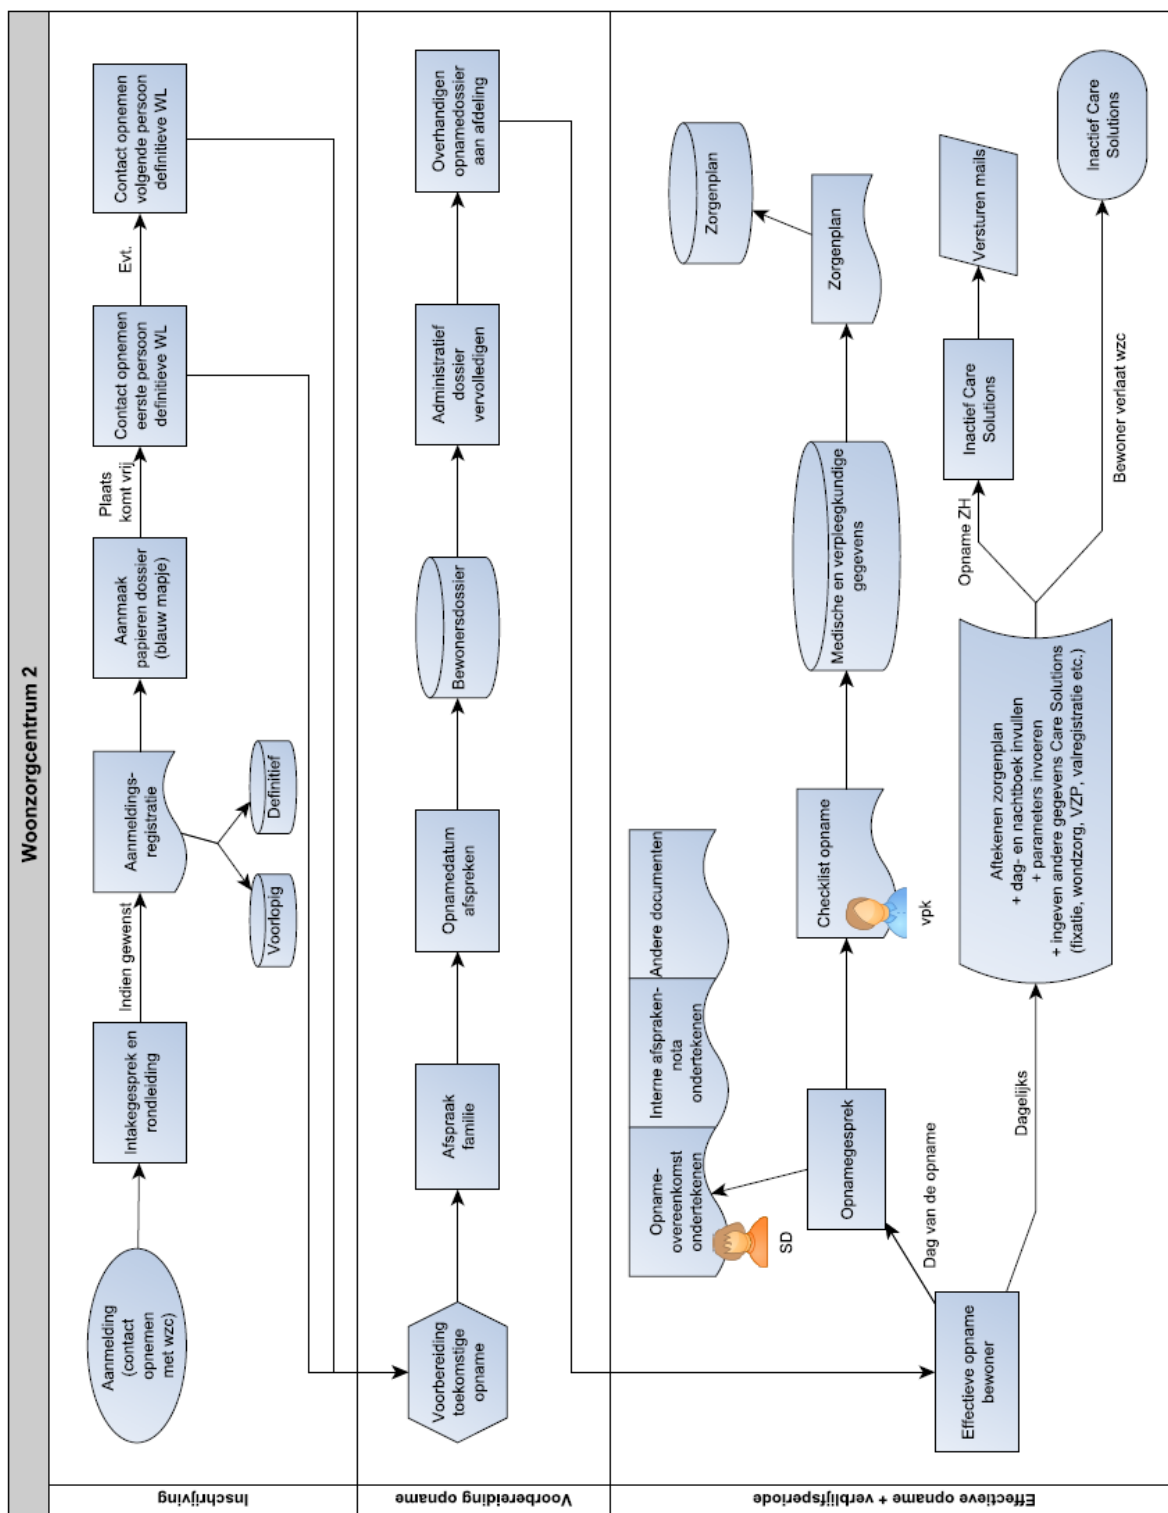 Woonzorgcentrum 2
Inschrijving
Aanmelding
(contact
opnemen
met wzc)
Intakegesprek en
rondleiding
Indien gewenst
Aanmeldings-
registratie
Voorlopig
Definitief
Aanmaak
papieren dossier
(blauw mapje)
Plaats
komt vrij
Contact opnemen
eerste persoon
definitieve WL
Evt.
Contact opnemen
volgende persoon
definitieve WL
Voorbereiding opname
Voorbereiding
toekomstige
opname
Afspraak
familie
Opnamedatum
afspreken
Bewonersdossier
Administratief
dossier
vervolledigen
Overhandigen
opnamedossier
aan afdeling
Effectieve opname + verblijfsperiode
Effectieve opname
bewoner
Dag van de opname
Opnamegesprek
Opname-
overeenkomst
ondertekenen
SD
Interne afspraken-
nota
ondertekenen
Andere documenten
Checklist opname
vpk
Medische en verpleegkundige
gegevens
Zorgenplan
Zorgenplan
Dagelijks
Aftekenen zorgenplan
+ dag- en nachtboek invullen
+ parameters invoeren
+ ingeven andere gegevens Care Solutions
(fixatie, wondzorg, VZP, valregistratie etc.)
Opname ZH
Inactief Care
Solutions
Versturen mails
Bewoner verlaat wzc
Inactief Care
Solutions